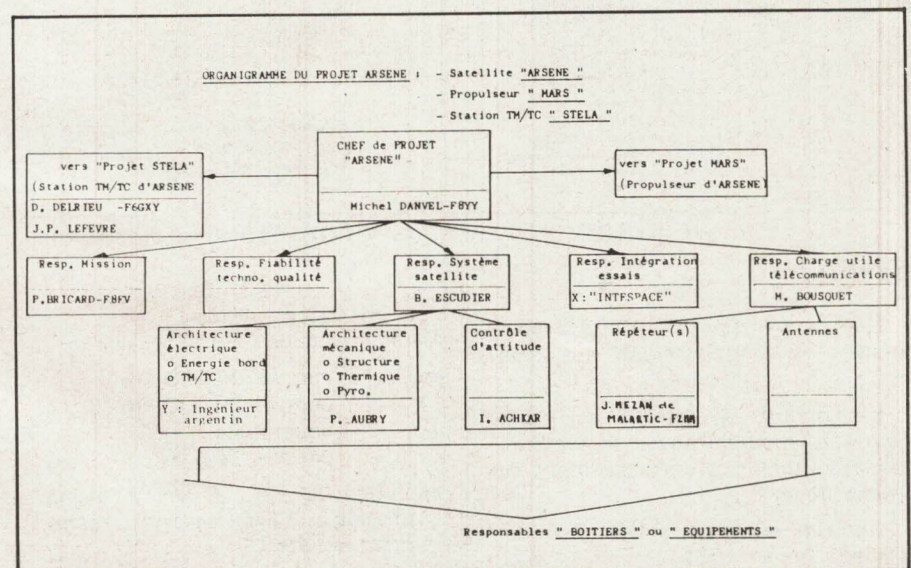 ORGANIGRAMME DU PROJET ARSENE : - Satellite "ARSENE "
- Propulseur " MARS "
- Station TM/TC " STELA "
CHEF de PROJET
"ARSENE"
Michel DANVEL-F8YY
vers "Projet STELA"
(Station TM/TC d'ARSENE
D. DELRIEU -F6GXY
J.P. LEFEVRE
vers "Projet MARS"
(Propulseur d'ARSENE)
Resp. Mission
P.BRICARD-F8FV
Resp. Fiabilité
techno. qualité
Resp. Système
satellite
B. ESCUDIER
Resp. Intégration
essais
X:"INTESPACE"
Resp. Charge utile
télécommunications
M. BOUSQUET
Architecture
électrique
o Energie bord
o TM/TC
Y : Ingénieur
argentin
Architecture
mécanique
o Structure
o Thermique
o Pyro.
P. AUBRY
Contrôle
d'attitude
I. ACHKAR
Répéteur(s)
J. MEZAN de
MALARTIC-
Antennes
Responsables " BOITIERS " ou " EQUIPEMENTS "